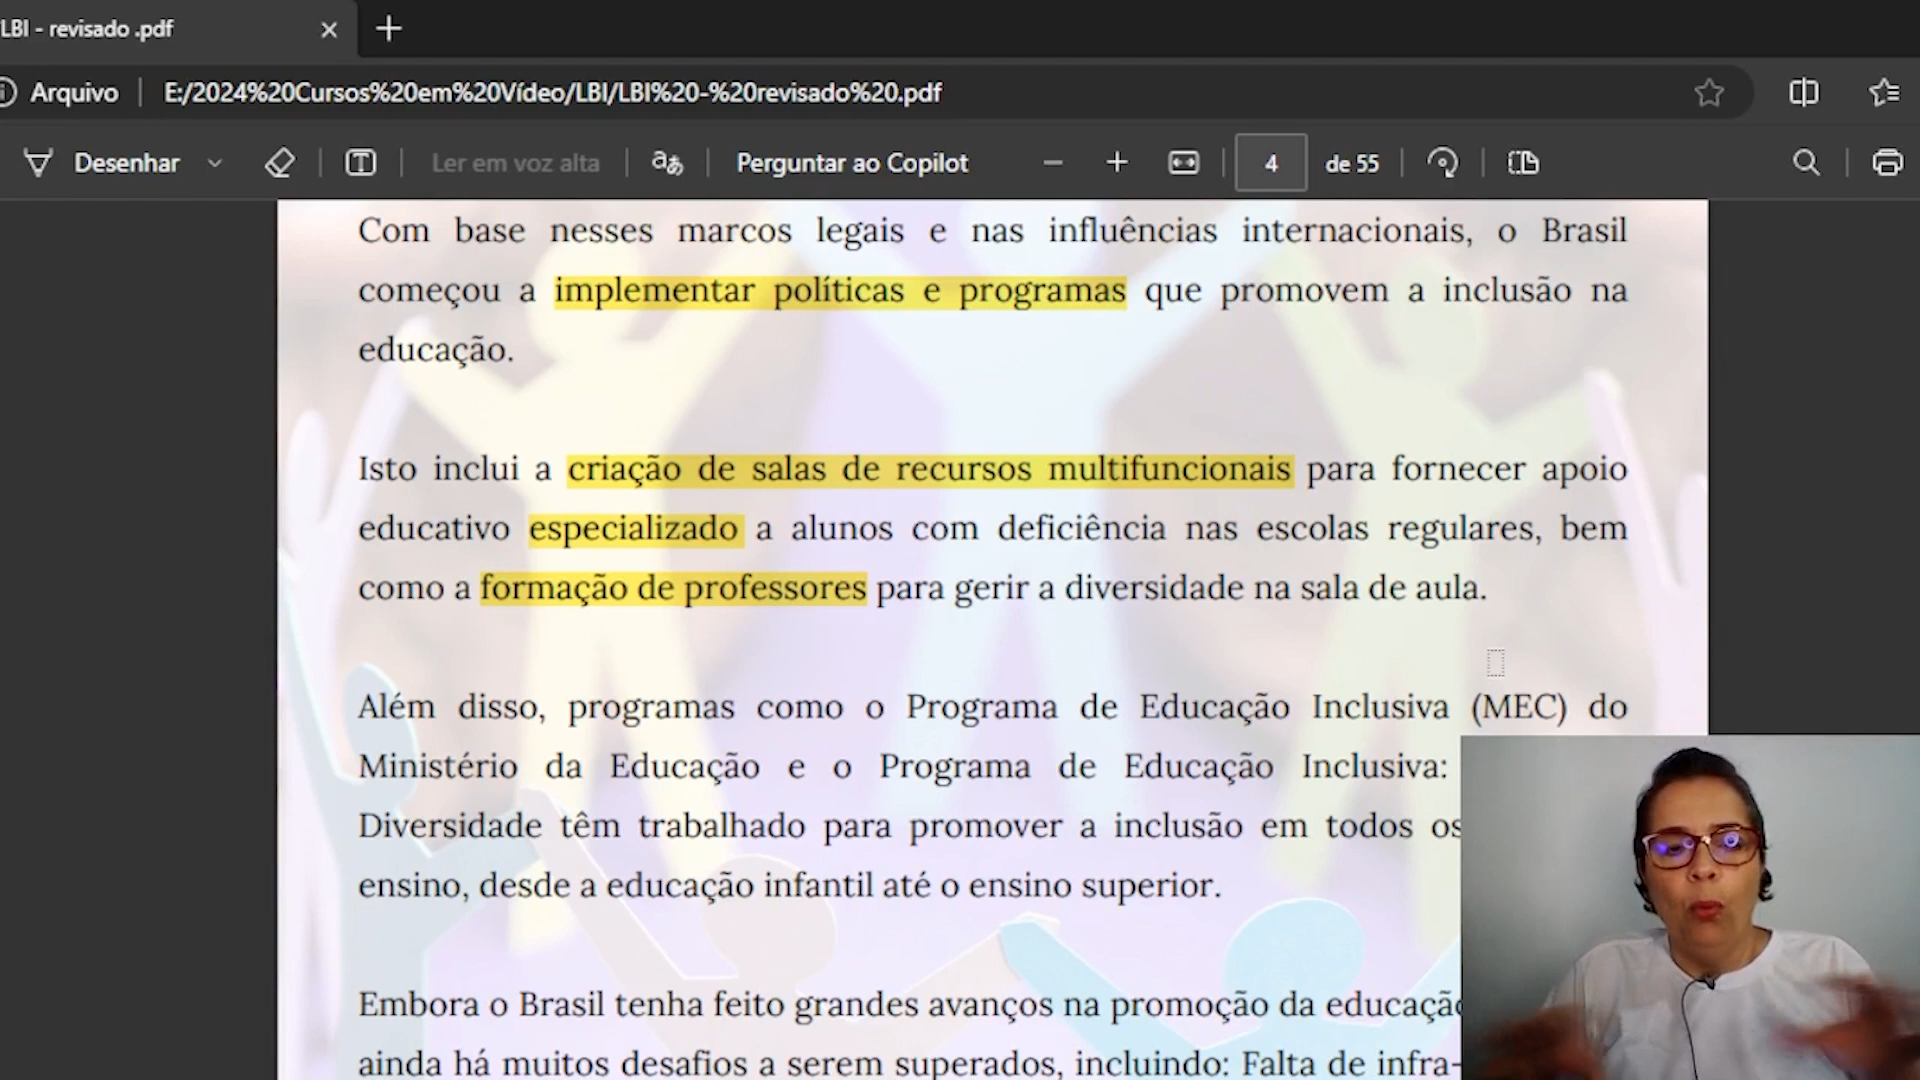 LBI - revisado .pdf
Arquivo
E:/2024%20Cursos%20em%20Vídeo/LBI/LBI%20-%20revisado%20.pdf
Desenhar
Ler em voz alta
aあ
Perguntar ao Copilot
4
de 55
Com base nesses marcos legais e nas influências internacionais, o Brasil
começou a implementar políticas e programas que promovem a inclusão na
educação.
Isto inclui a criação de salas de recursos multifuncionais para fornecer apoio
educativo especializado a alunos com deficiência nas escolas regulares, bem
como a formação de professores para gerir a diversidade na sala de aula.
Além disso, programas como o Programa de Educação Inclusiva (MEC) do
Ministério da Educação e o Programa de Educação Inclusiva:
Diversidade têm trabalhado para promover a inclusão em todos os
ensino, desde a educação infantil até o ensino superior.
Embora o Brasil tenha feito grandes avanços na promoção da educação
ainda há muitos desafios a serem superados, incluindo: Falta de infra-